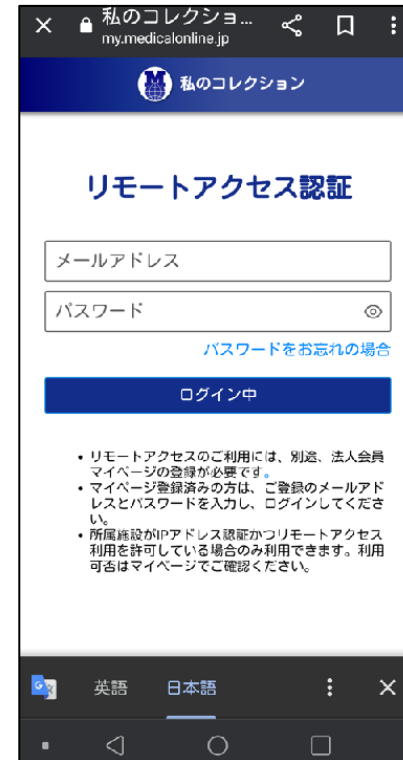 私のコレクショ...
my.medicalonline.jp
私のコレクション
リモートアクセス認証
メールアドレス
パスワード
パスワードをお忘れの場合
ログイン中
• リモートアクセスのご利用には、別途、法人会員
マイページの登録が必要です。
• マイページ登録済みの方は、ご登録のメールアド
レスとパスワードを入力し、ログインしてくださ
い。
• 所属施設がIPアドレス認証かつリモートアクセス
利用を許可している場合のみ利用できます。利用
可否はマイページでご確認ください。
英語 日本語